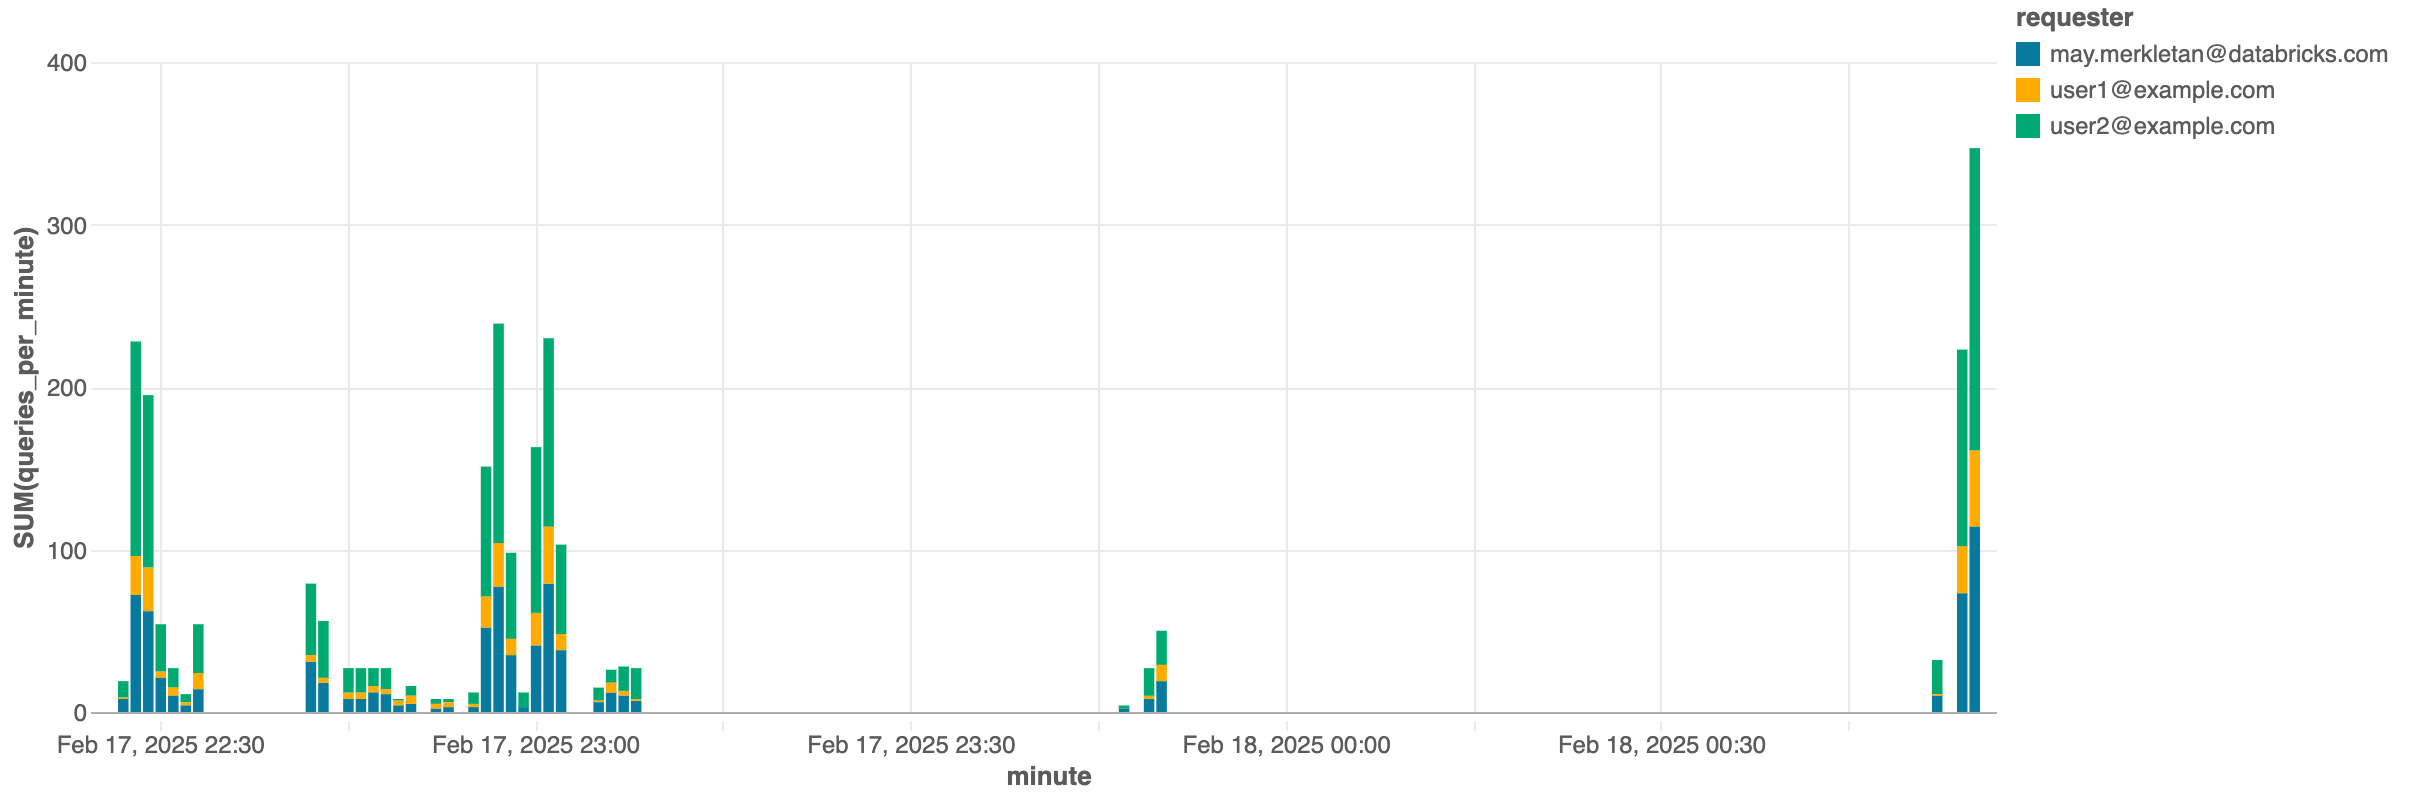 requester
may.merkletan@databricks.com
user1@example.com
user2@example.com
SUM(queries_per_minute)
400
300
200
100
0
Feb 17, 2025 22:30
Feb 17, 2025 23:00
Feb 17, 2025 23:30
Feb 18, 2025 00:00
Feb 18, 2025 00:30
minute